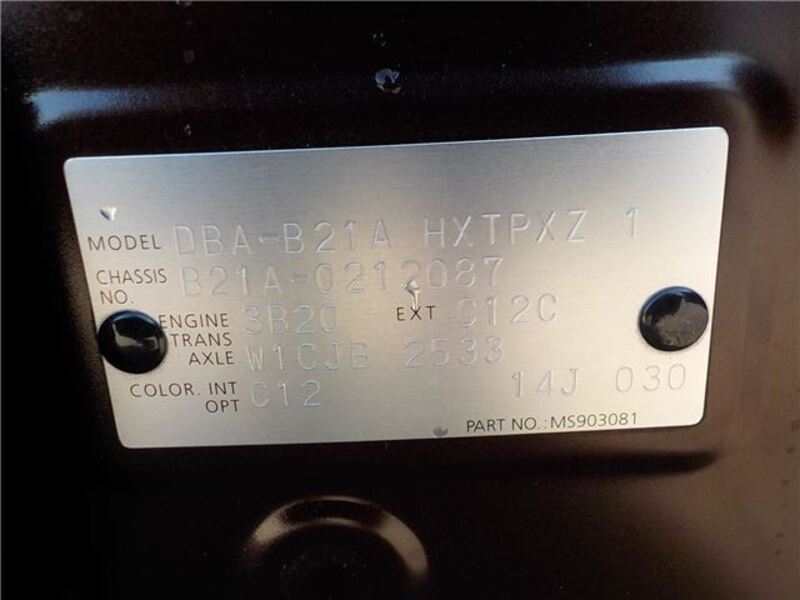 MODEL DBA-B21A HXTPXZ 1
CHASSIS NO. B21A-0212087
ENGINE 3B20 EXT C12C
TRANS AXLE W1CJB 2533
COLOR. INT OPT C12 14J 030
PART NO.: MS903081